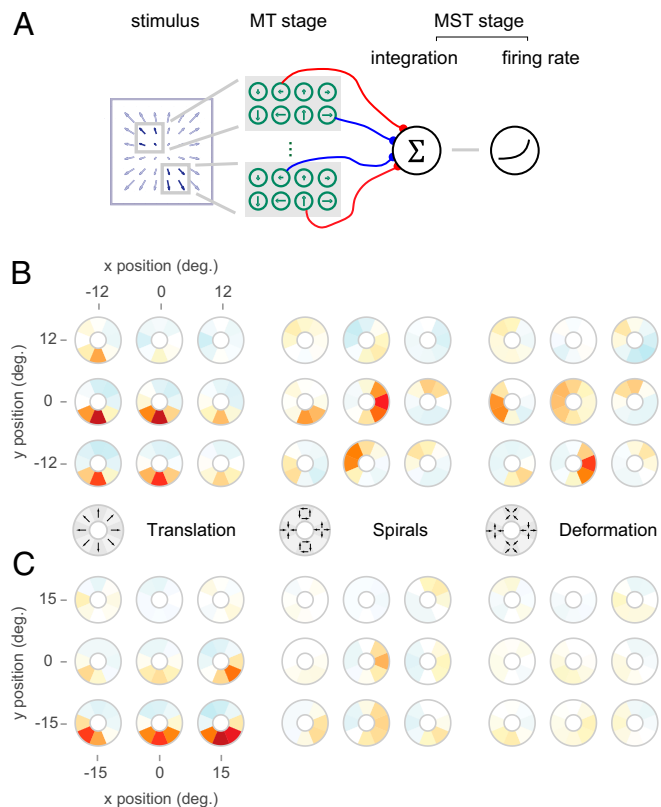 A
stimulus MT stage MST stage
integration firing rate
Σ
B
x position (deg.)
-12 0 12
12
0
-12
y position (deg.)
Translation Spirals Deformation
C
15
0
-15
y position (deg.)
-15 0 15
x position (deg.)